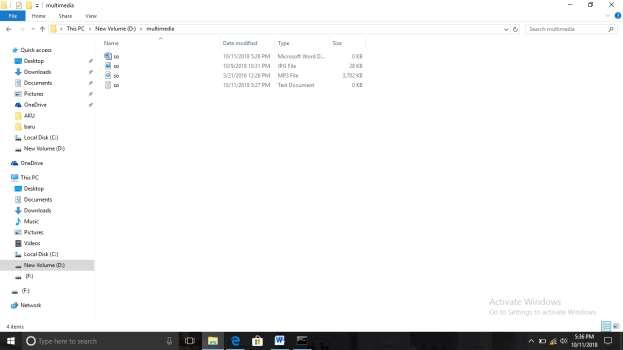 multimedia
File Home Share View
This PC > New Volume (D:) > multimedia
Search multimedia
Name Date modified Type Size
so 10/11/2018 5:28 PM Microsoft Word D...  0 KB
so 10/9/2018 10:31 PM JPG File 28 KB
so 3/21/2018 12:28 PM MP3 File 3,782 KB
so 10/11/2018 5:27 PM Text Document 0 KB
Quick access
Desktop
Downloads
Documents
Pictures
OneDrive
AKU
baru
Local Disk (C:)
New Volume (D:)
OneDrive
This PC
Desktop
Documents
Downloads
Music
Pictures
Videos
Local Disk (C:)
New Volume (D:)
(F:)
(F:)
Network
Activate Windows
Go to Settings to activate Windows.
4 items
Type here to search
5:36 PM
10/11/2018